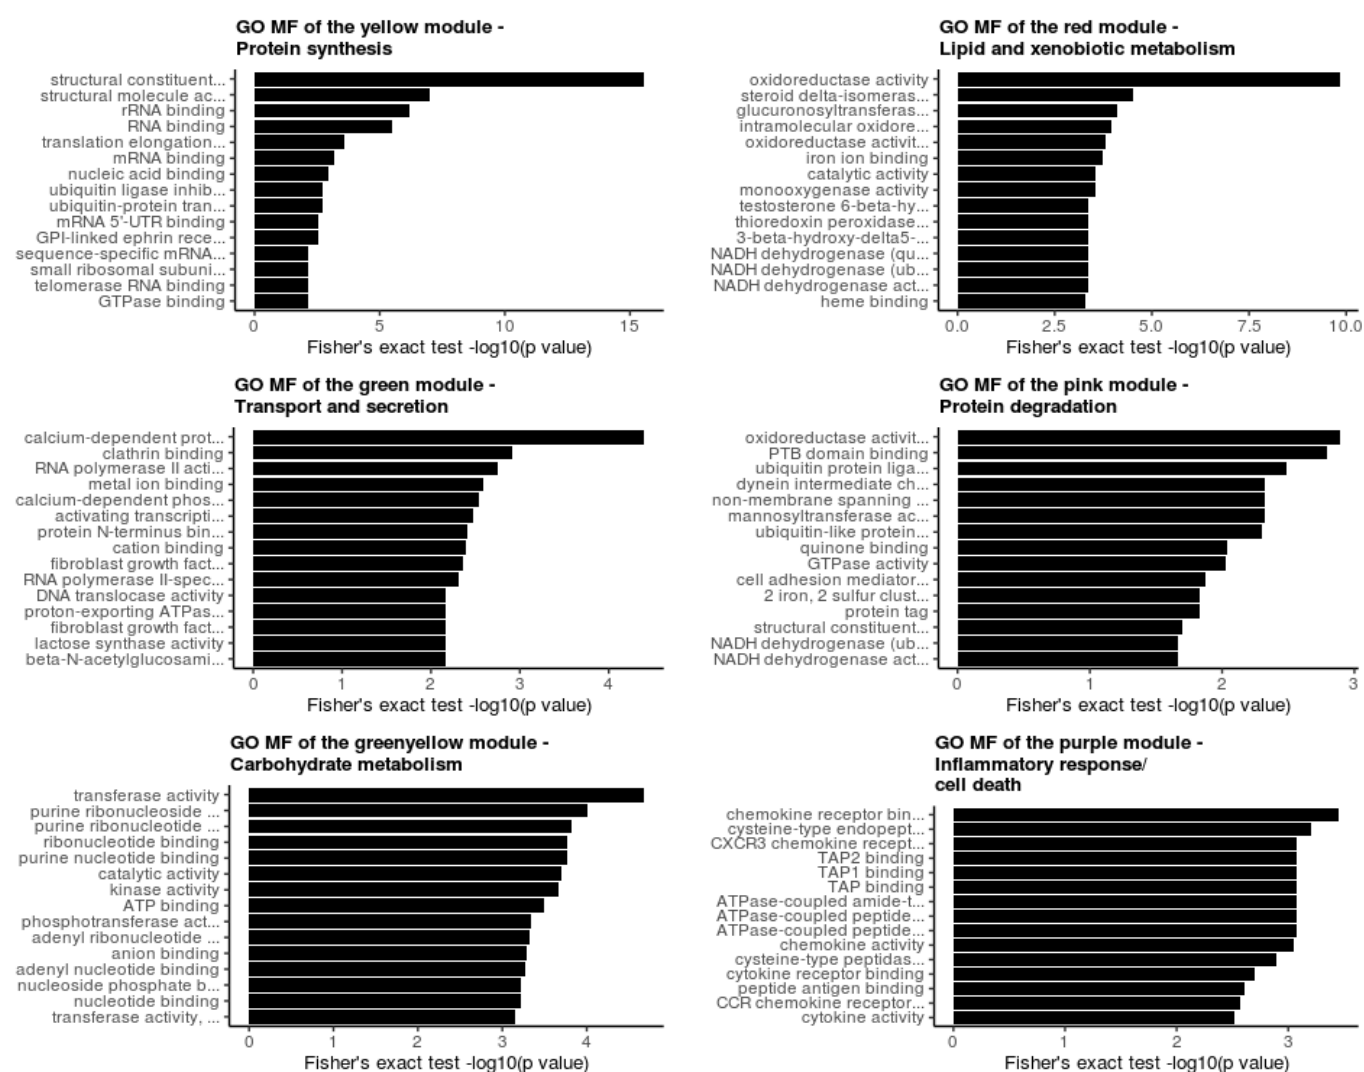 GO MF of the yellow module -
Protein synthesis
structural constituent...
structural molecule ac...
rRNA binding
RNA binding
translation elongation...
mRNA binding
nucleic acid binding
ubiquitin ligase inhib...
ubiquitin-protein tran...
mRNA 5'-UTR binding
GPI-linked ephrin rece...
sequence-specific mRNA...
small ribosomal subuni...
telomerase RNA binding
GTPase binding
0 5 10 15
Fisher's exact test -log10(p value)
GO MF of the red module -
Lipid and xenobiotic metabolism
oxidoreductase activity
steroid delta-isomeras...
glucuronosyltransferas...
intramolecular oxidore...
oxidoreductase activit...
iron ion binding
catalytic activity
monooxygenase activity
testosterone 6-beta-hy...
thioredoxin peroxidase...
3-beta-hydroxy-delta5-...
NADH dehydrogenase (qu...
NADH dehydrogenase (ub...
NADH dehydrogenase act...
heme binding
0.0 2.5 5.0 7.5 10.0
Fisher's exact test -log10(p value)
GO MF of the green module -
Transport and secretion
calcium-dependent prot...
clathrin binding
RNA polymerase II acti...
metal ion binding
calcium-dependent phos...
activating transcripti...
protein N-terminus bin...
cation binding
fibroblast growth fact...
RNA polymerase II-spec...
DNA translocase activity
proton-exporting ATPas...
fibroblast growth fact...
lactose synthase activity
beta-N-acetylglucosami...
0 1 2 3 4
Fisher's exact test -log10(p value)
GO MF of the pink module -
Protein degradation
oxidoreductase activit...
PTB domain binding
ubiquitin protein liga...
dynein intermediate ch...
non-membrane spanning ...
mannosyltransferase ac...
ubiquitin-like protein...
quinone binding
GTPase activity
cell adhesion mediator...
2 iron, 2 sulfur clust...
protein tag
structural constituent...
NADH dehydrogenase (ub...
NADH dehydrogenase act...
0 1 2 3
Fisher's exact test -log10(p value)
GO MF of the greenyellow module -
Carbohydrate metabolism
transferase activity
purine ribonucleoside ...
purine ribonucleotide ...
ribonucleotide binding
purine nucleotide binding
catalytic activity
kinase activity
ATP binding
phosphotransferase act...
adenyl ribonucleotide ...
anion binding
adenyl nucleotide binding
nucleoside phosphate b...
nucleotide binding
transferase activity, ...
0 1 2 3 4
Fisher's exact test -log10(p value)
GO MF of the purple module -
Inflammatory response/
cell death
chemokine receptor bin...
cysteine-type endopept...
CXCR3 chemokine recept...
TAP2 binding
TAP1 binding
TAP binding
ATPase-coupled amide-t...
ATPase-coupled peptide...
ATPase-coupled peptide...
chemokine activity
cysteine-type peptidas...
cytokine receptor binding
peptide antigen binding
CCR chemokine receptor...
cytokine activity
0 1 2 3
Fisher's exact test -log10(p value)